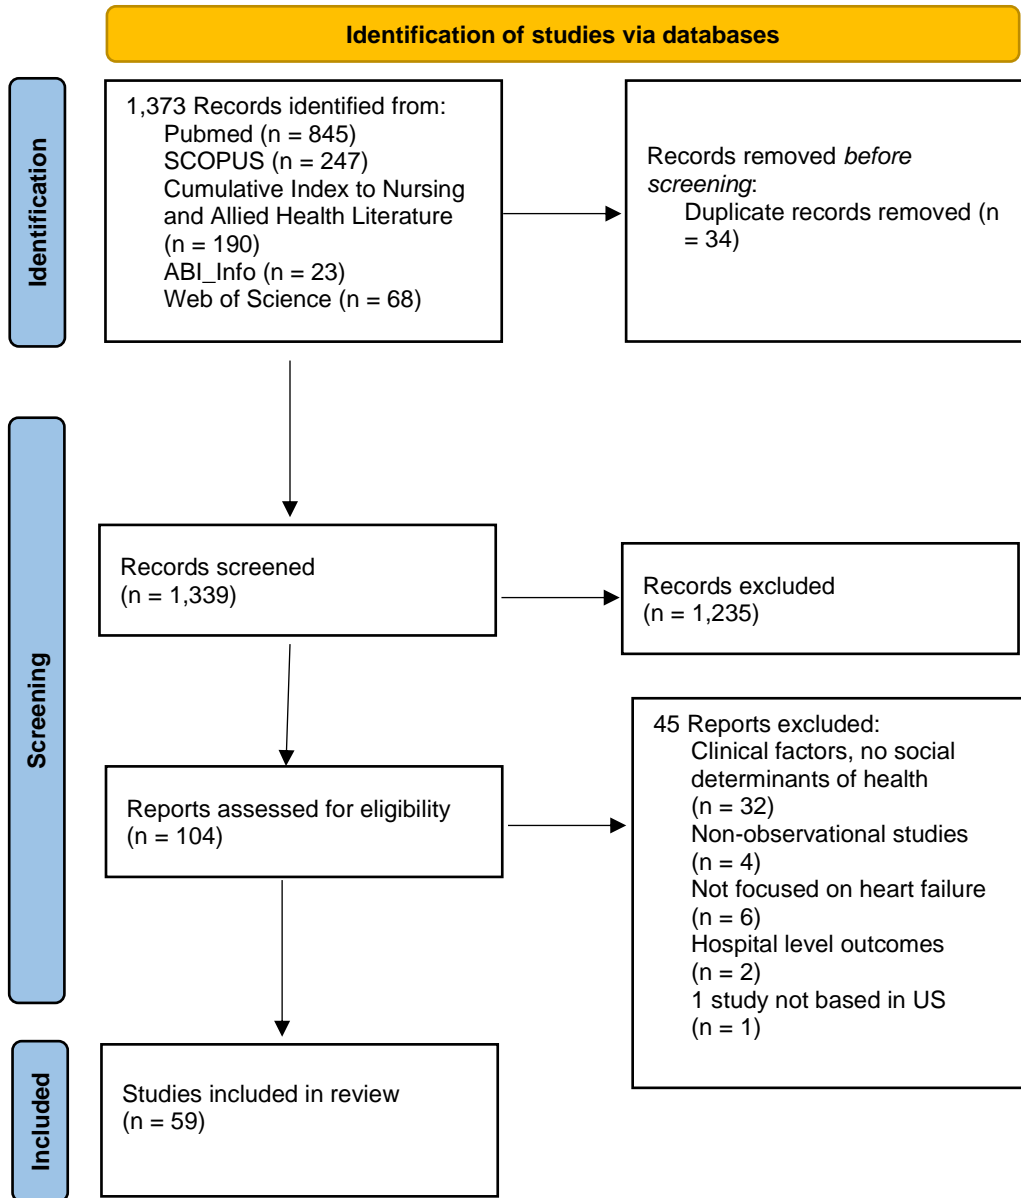 Identification of studies via databases
Identification
1,373 Records identified from:
Pubmed (n = 845)
SCOPUS (n = 247)
Cumulative Index to Nursing
and Allied Health Literature
(n = 190)
ABI_Info (n = 23)
Web of Science (n = 68)
Records removed before
screening:
Duplicate records removed (n
= 34)
Screening
Records screened
(n = 1,339)
Records excluded
(n = 1,235)
Reports assessed for eligibility
(n = 104)
45 Reports excluded:
Clinical factors, no social
determinants of health
(n = 32)
Non-observational studies
(n = 4)
Not focused on heart failure
(n = 6)
Hospital level outcomes
(n = 2)
1 study not based in US
(n = 1)
Included
Studies included in review
(n = 59)